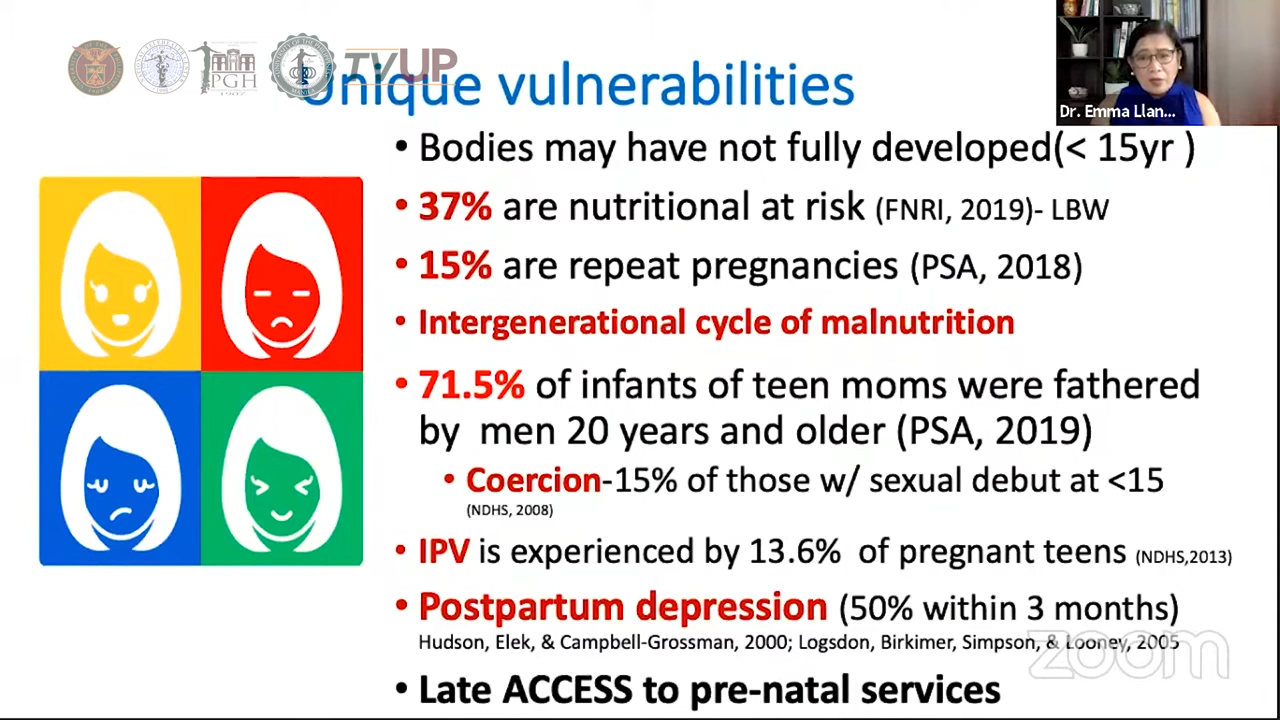 TVUP
PGH
1907
Unique vulnerabilities
Dr. Emma Llan...
• Bodies may have not fully developed(< 15yr )
• 37% are nutritional at risk (FNRI, 2019)- LBW
• 15% are repeat pregnancies (PSA, 2018)
• Intergenerational cycle of malnutrition
• 71.5% of infants of teen moms were fathered
by men 20 years and older (PSA, 2019)
• Coercion-15% of those w/ sexual debut at <15
(NDHS, 2008)
• IPV is experienced by 13.6% of pregnant teens (NDHS,2013)
• Postpartum depression (50% within 3 months)
Hudson, Elek, & Campbell-Grossman, 2000; Logsdon, Birkimer, Simpson, & Looney, 2005
zoom
• Late ACCESS to pre-natal services